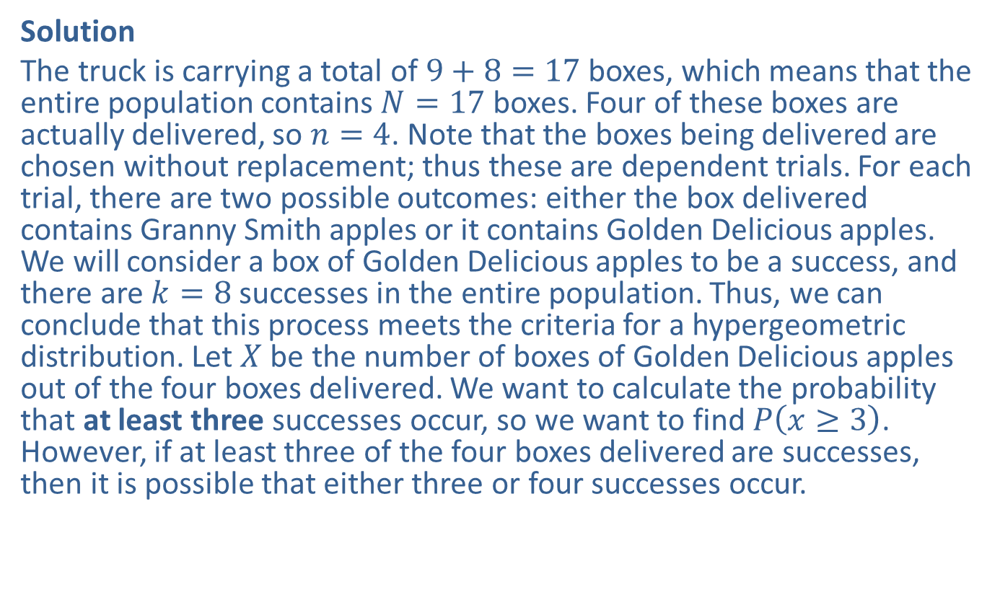 Solution
The truck is carrying a total of 9 + 8 = 17 boxes, which means that the
entire population contains N = 17 boxes. Four of these boxes are
actually delivered, so n = 4. Note that the boxes being delivered are
chosen without replacement; thus these are dependent trials. For each
trial, there are two possible outcomes: either the box delivered
contains Granny Smith apples or it contains Golden Delicious apples.
We will consider a box of Golden Delicious apples to be a success, and
there are k = 8 successes in the entire population. Thus, we can
conclude that this process meets the criteria for a hypergeometric
distribution. Let X be the number of boxes of Golden Delicious apples
out of the four boxes delivered. We want to calculate the probability
that at least three successes occur, so we want to find P(x ≥ 3).
However, if at least three of the four boxes delivered are successes,
then it is possible that either three or four successes occur.